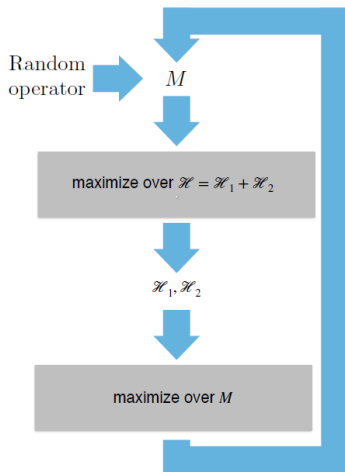 Random
operator
M
maximize over ℋ = ℋ₁ + ℋ₂
ℋ₁, ℋ₂
maximize over M